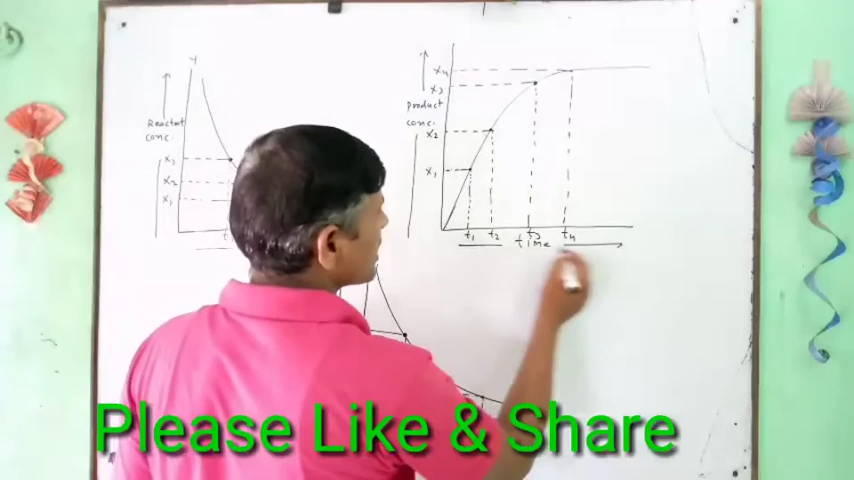 Y
Reactant
conc.
x3
x2
x1
x4
x3
product
conc.
x2
x1
t1 t2 t3 t4
time
Please Like & Share